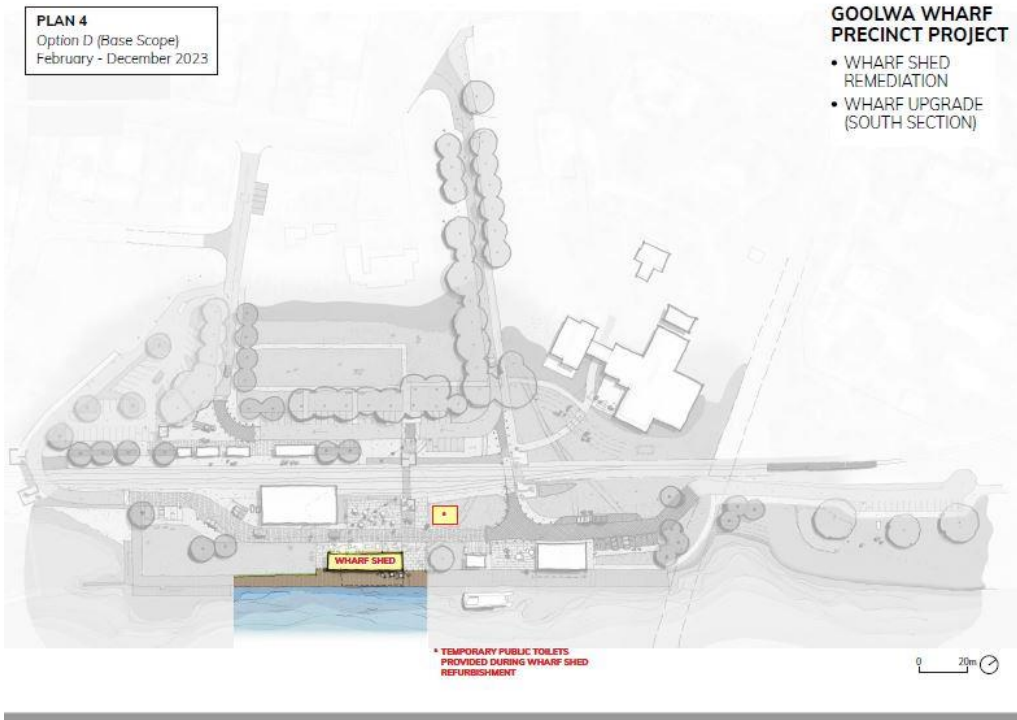 PLAN 4
Option D (Base Scope)
February - December 2023
GOOLWA WHARF
PRECINCT PROJECT
• WHARF SHED
REMEDIATION
• WHARF UPGRADE
(SOUTH SECTION)
*
WHARF SHED
* TEMPORARY PUBLIC TOILETS
PROVIDED DURING WHARF SHED
REFURBISHMENT
0 20m